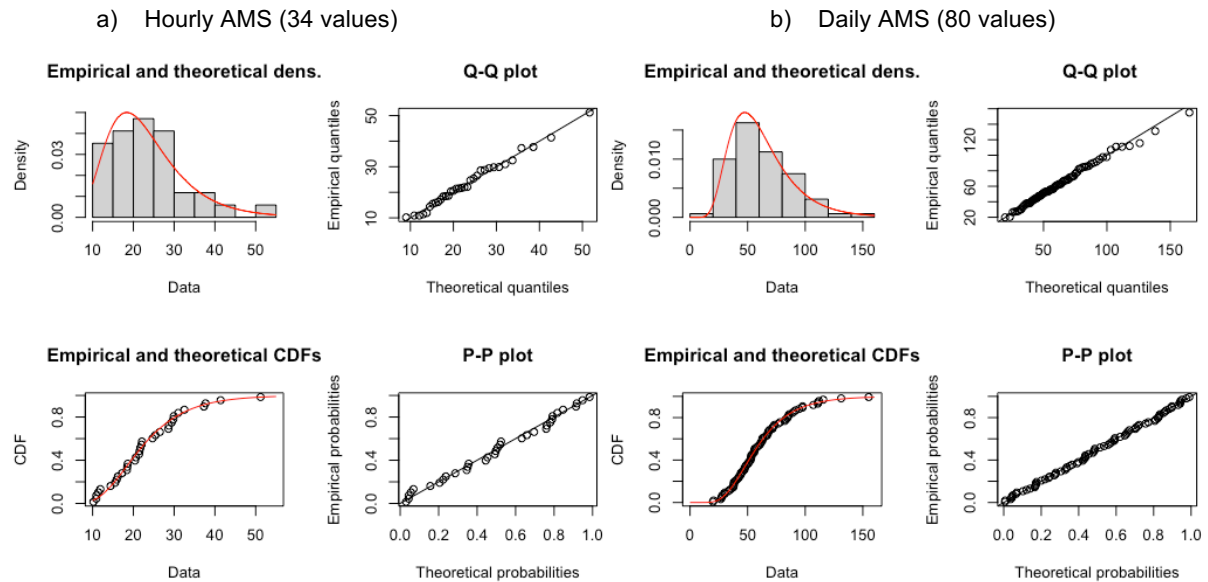 a) Hourly AMS (34 values)
b) Daily AMS (80 values)
Empirical and theoretical dens.
Density
0.00
0.03
10 20 30 40 50
Data
Q-Q plot
Empirical quantiles
10
30
50
10 20 30 40 50
Theoretical quantiles
Empirical and theoretical dens.
Density
0.000
0.010
0 50 100 150
Data
Q-Q plot
Empirical quantiles
20
60
120
50 100 150
Theoretical quantiles
Empirical and theoretical CDFs
CDF
0.0
0.4
0.8
10 20 30 40 50
Data
P-P plot
Empirical probabilities
0.0
0.4
0.8
0.0 0.2 0.4 0.6 0.8 1.0
Theoretical probabilities
Empirical and theoretical CDFs
CDF
0.0
0.4
0.8
0 50 100 150
Data
P-P plot
Empirical probabilities
0.0
0.4
0.8
0.0 0.2 0.4 0.6 0.8 1.0
Theoretical probabilities